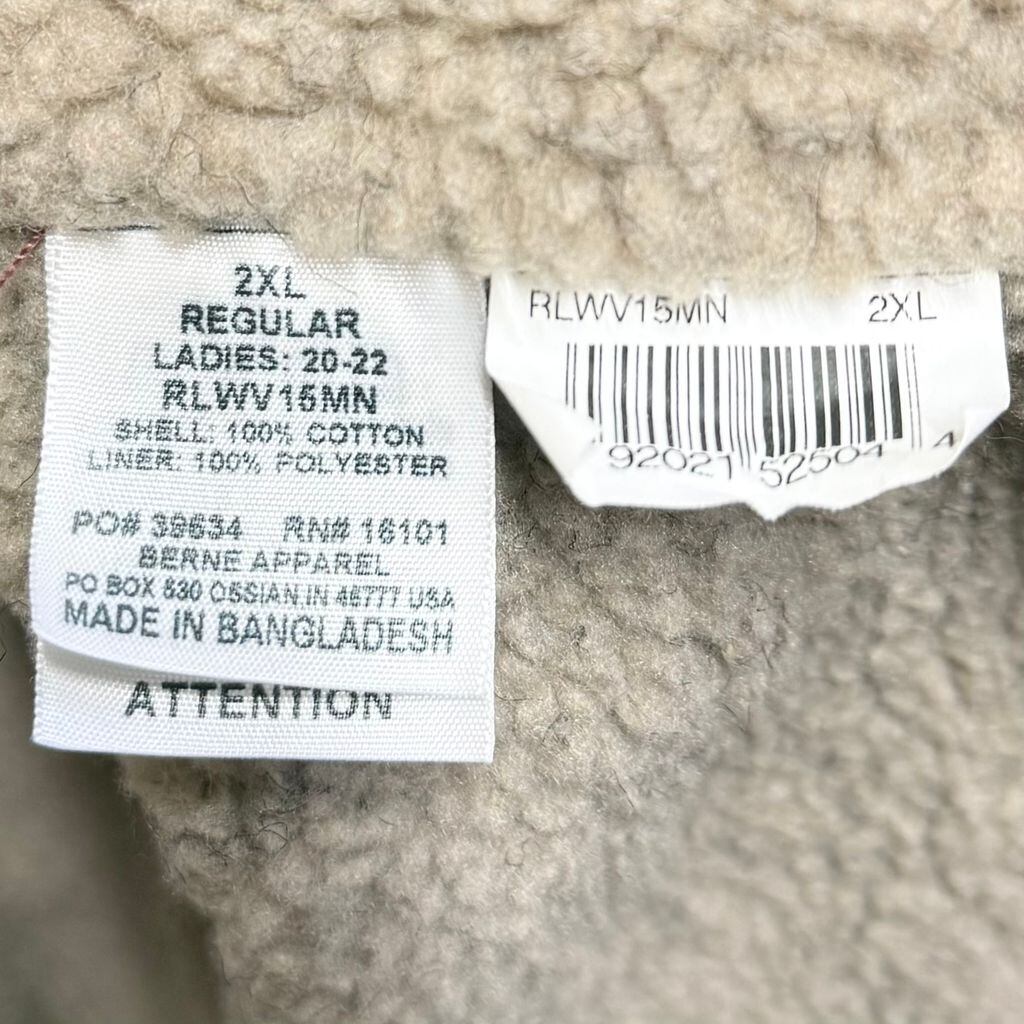 2XL
REGULAR
LADIES: 20-22
RLWV15MN
SHELL: 100% COTTON
LINER: 100% POLYESTER
PO# 39634 RN# 16101
BERNE APPAREL
PO BOX 530 OSSIAN,IN 46777 USA
MADE IN BANGLADESH
ATTENTION
RLWV15MN 2XL
92021 52504 4